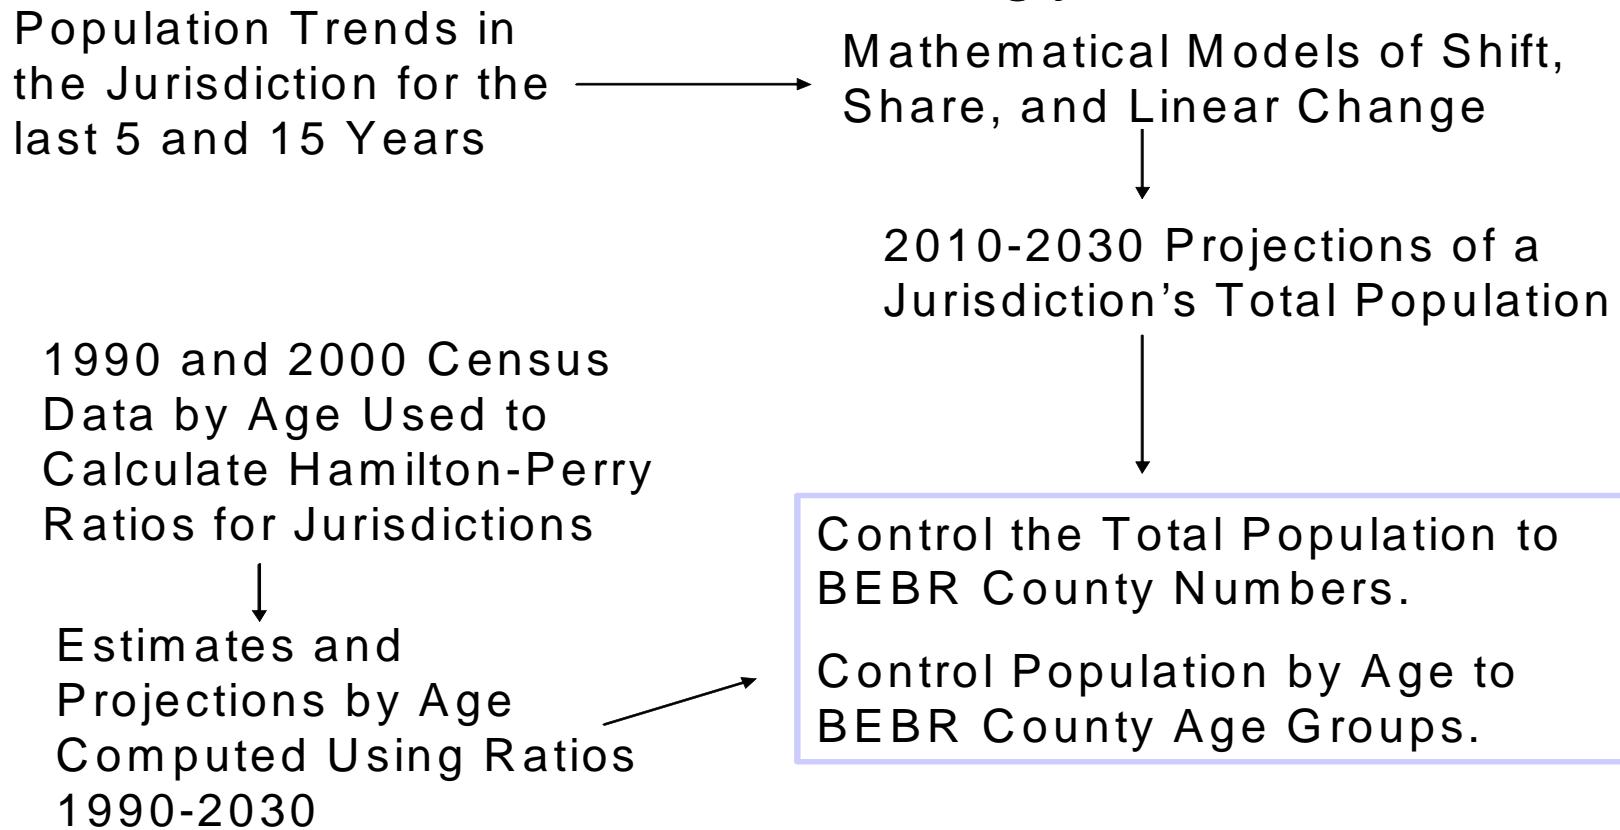 Population Trends in
the Jurisdiction for the
last 5 and 15 Years
Mathematical Models of Shift,
Share, and Linear Change
2010-2030 Projections of a
Jurisdiction’s Total Population
1990 and 2000 Census
Data by Age Used to
Calculate Hamilton-Perry
Ratios for Jurisdictions
Estimates and
Projections by Age
Computed Using Ratios
1990-2030
Control the Total Population to
BEBR County Numbers.
Control Population by Age to
BEBR County Age Groups.